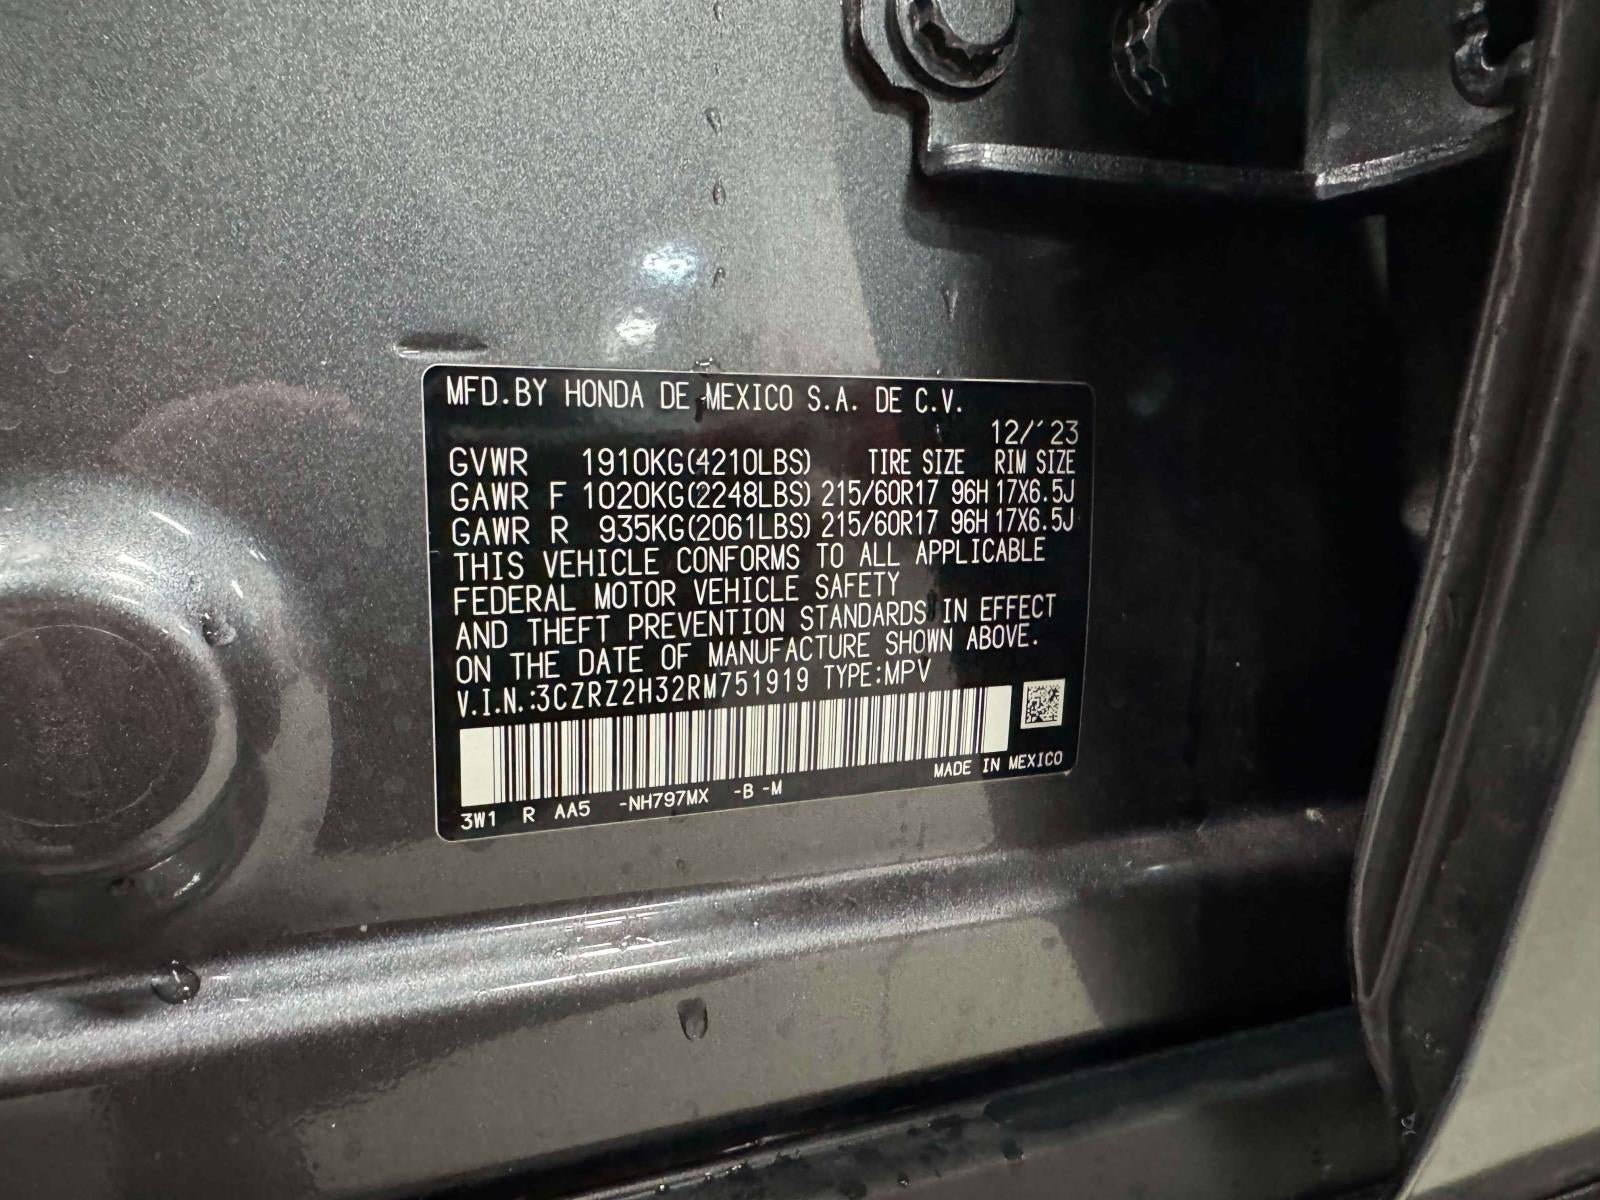 MFD.BY HONDA DE MEXICO S.A. DE C.V.
12/'23
GVWR 1910KG(4210LBS) TIRE SIZE RIM SIZE
GAWR F 1020KG(2248LBS) 215/60R17 96H 17X6.5J
GAWR R 935KG(2061LBS) 215/60R17 96H 17X6.5J
THIS VEHICLE CONFORMS TO ALL APPLICABLE
FEDERAL MOTOR VEHICLE SAFETY
AND THEFT PREVENTION STANDARDS IN EFFECT
ON THE DATE OF MANUFACTURE SHOWN ABOVE.
V.I.N.:3CZRZ2H32RM751919 TYPE:MPV
MADE IN MEXICO
3W1 R AA5 -NH797MX -B -M